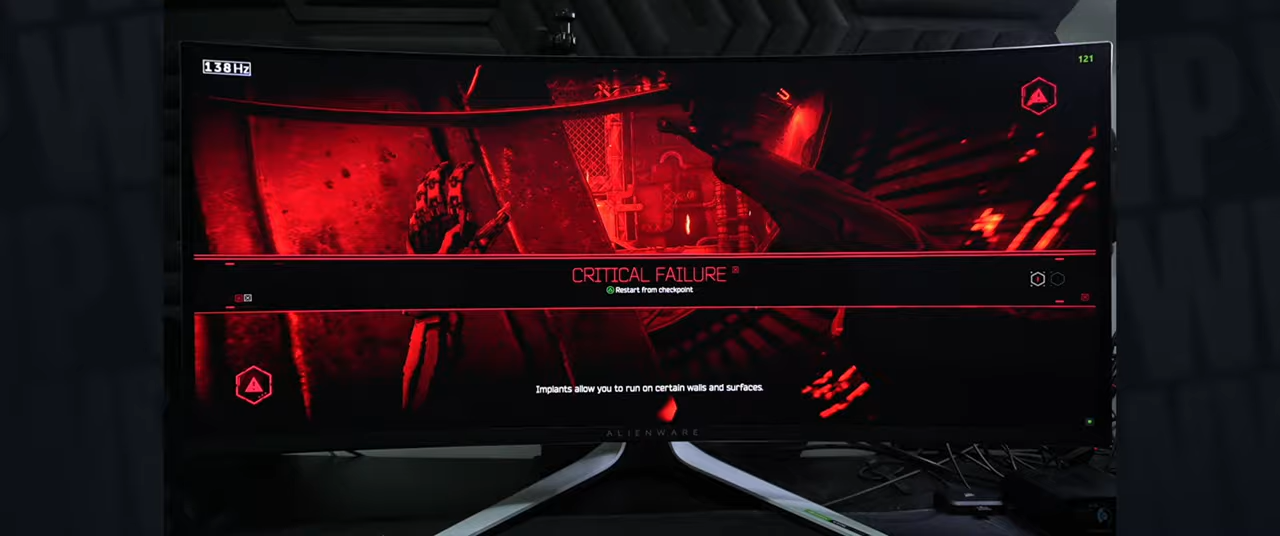 138Hz
121
CRITICAL FAILURE
Restart from checkpoint
Implants allow you to run on certain walls and surfaces.
ALIENWARE